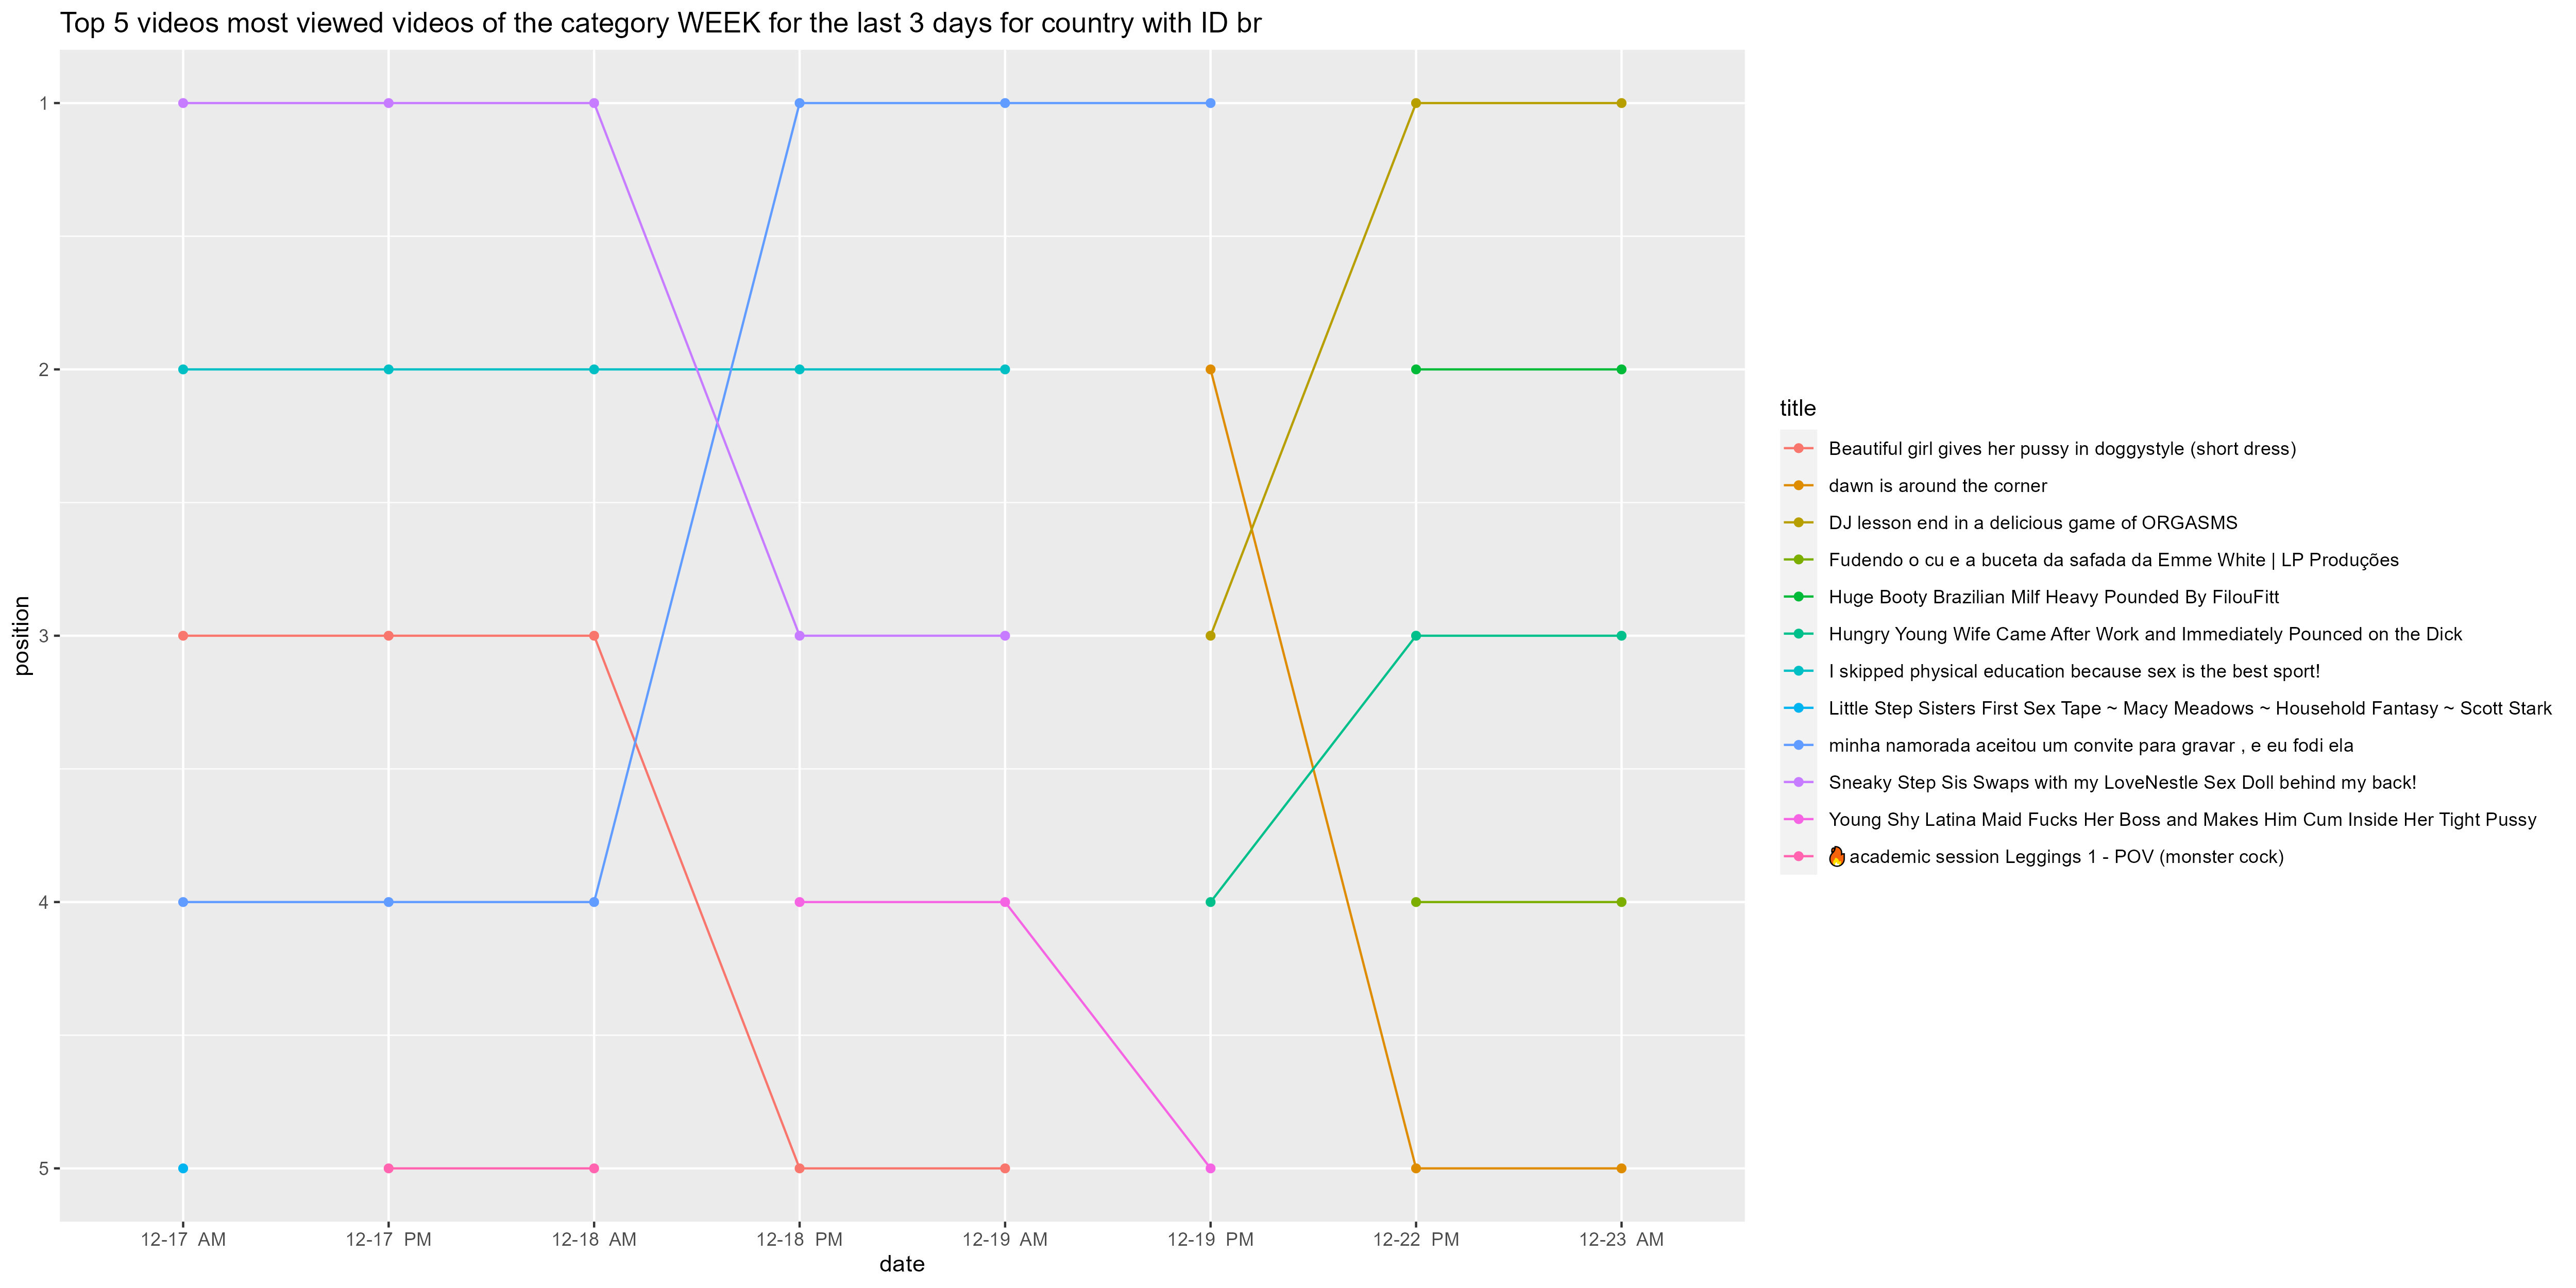 Top 5 videos most viewed videos of the category WEEK for the last 3 days for country with ID br
1
2
3
4
5
position
12-17 AM
12-17 PM
12-18 AM
12-18 PM
12-19 AM
12-19 PM
12-22 PM
12-23 AM
date
title
Beautiful girl gives her pussy in doggystyle (short dress)
dawn is around the corner
DJ lesson end in a delicious game of ORGASMS
Fudendo o cu e a buceta da safada da Emme White | LP Produções
Huge Booty Brazilian Milf Heavy Pounded By FilouFitt
Hungry Young Wife Came After Work and Immediately Pounced on the Dick
I skipped physical education because sex is the best sport!
Little Step Sisters First Sex Tape ~ Macy Meadows ~ Household Fantasy ~ Scott Stark
minha namorada aceitou um convite para gravar , e eu fodi ela
Sneaky Step Sis Swaps with my LoveNestle Sex Doll behind my back!
Young Shy Latina Maid Fucks Her Boss and Makes Him Cum Inside Her Tight Pussy
🔥 academic session Leggings 1 - POV (monster cock)